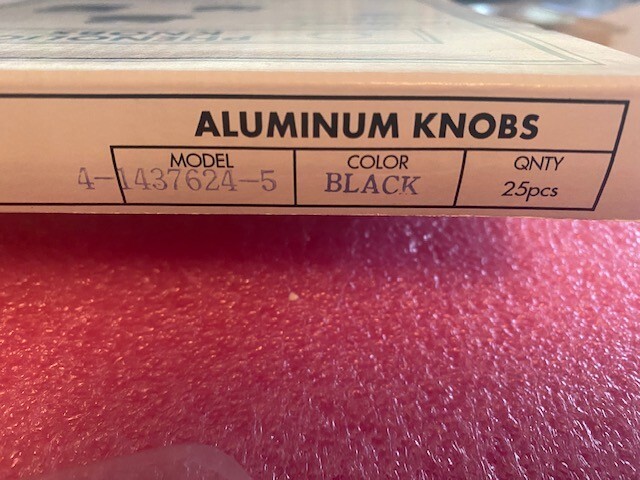 ALUMINUM KNOBS
MODEL COLOR QNTY
4-1437624-5 BLACK 25pcs